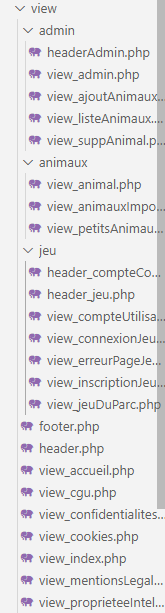 view
admin
headerAdmin.php
view_admin.php
view_ajoutAnimaux...
view_listeAnimaux....
view_suppAnimal.p...
animaux
view_animal.php
view_animauxImpo...
view_petitsAnimau...
jeu
header_compteCo...
header_jeu.php
view_compteUtilisa...
view_connexionJeu...
view_erreurPageJe...
view_inscriptionJeu...
view_jeuDuParc.php
footer.php
header.php
view_accueil.php
view_cgu.php
view_confidentialites...
view_cookies.php
view_index.php
view_mentionsLegal...
view_proprieteeIntel...